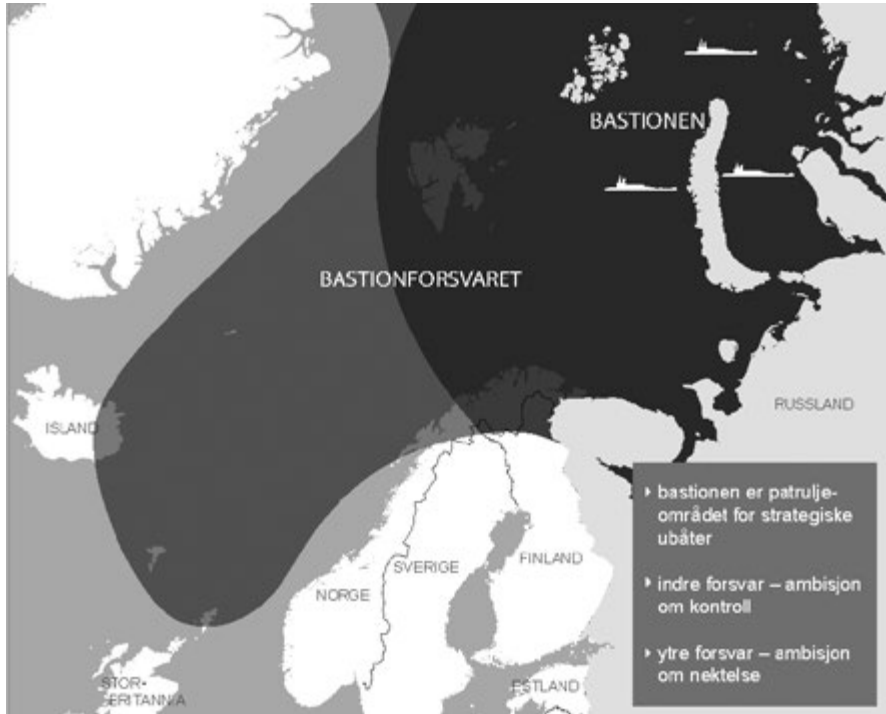 BASTIONEN
BASTIONFORSVARET
ISLAND
RUSSLAND
NORGE
SVERIGE
FINLAND
STOR-
BRITANNIA
ESTLAND
‣ bastionen er patrulje-
området for strategiske
ubåter
‣ indre forsvar – ambisjon
om kontroll
‣ ytre forsvar – ambisjon
om nektelse